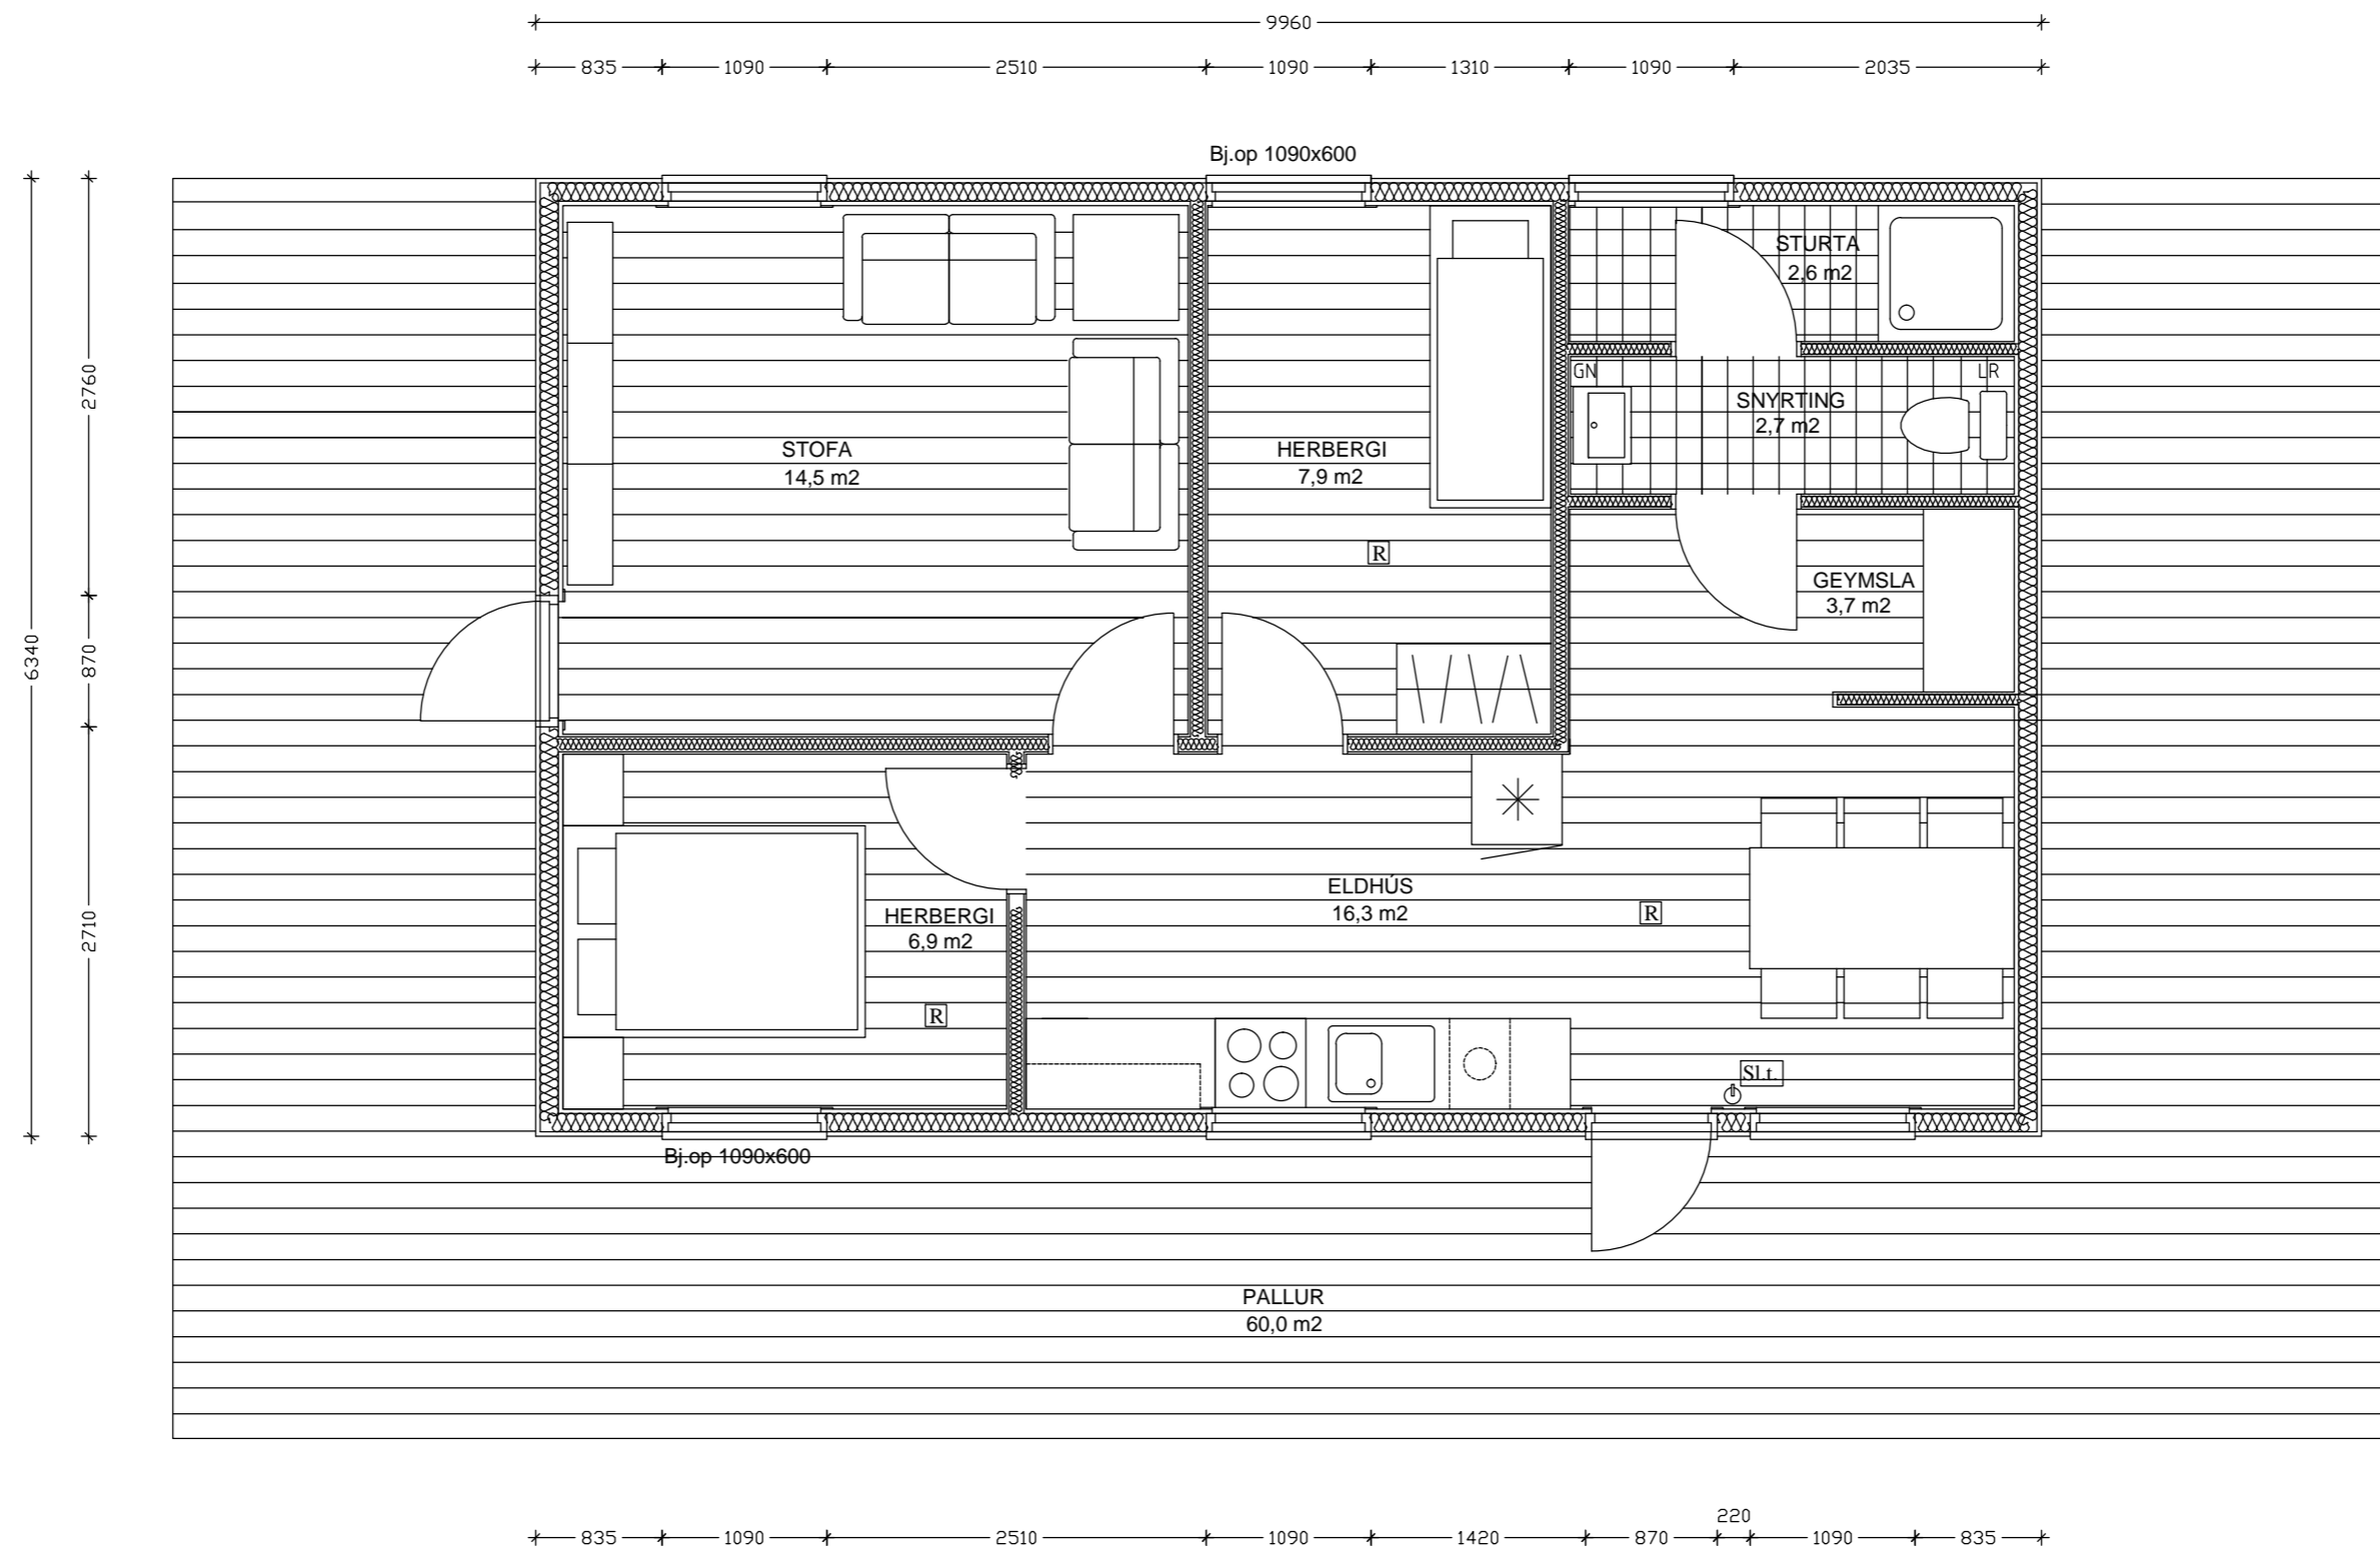 9960
835 1090 2510 1090 1310 1090 2035
Bj.op 1090x600
STURTA
2,6 m2
GN LR
SNYRTING
2,7 m2
STOFA
14,5 m2
HERBERGI
7,9 m2
R
GEYMSLA
3,7 m2
6340
2760
870
2710
ELDHÚS
16,3 m2
R
HERBERGI
6,9 m2
R
Sl.t.
Bj.op 1090x600
PALLUR
60,0 m2
220
835 1090 2510 1090 1420 870 1090 835